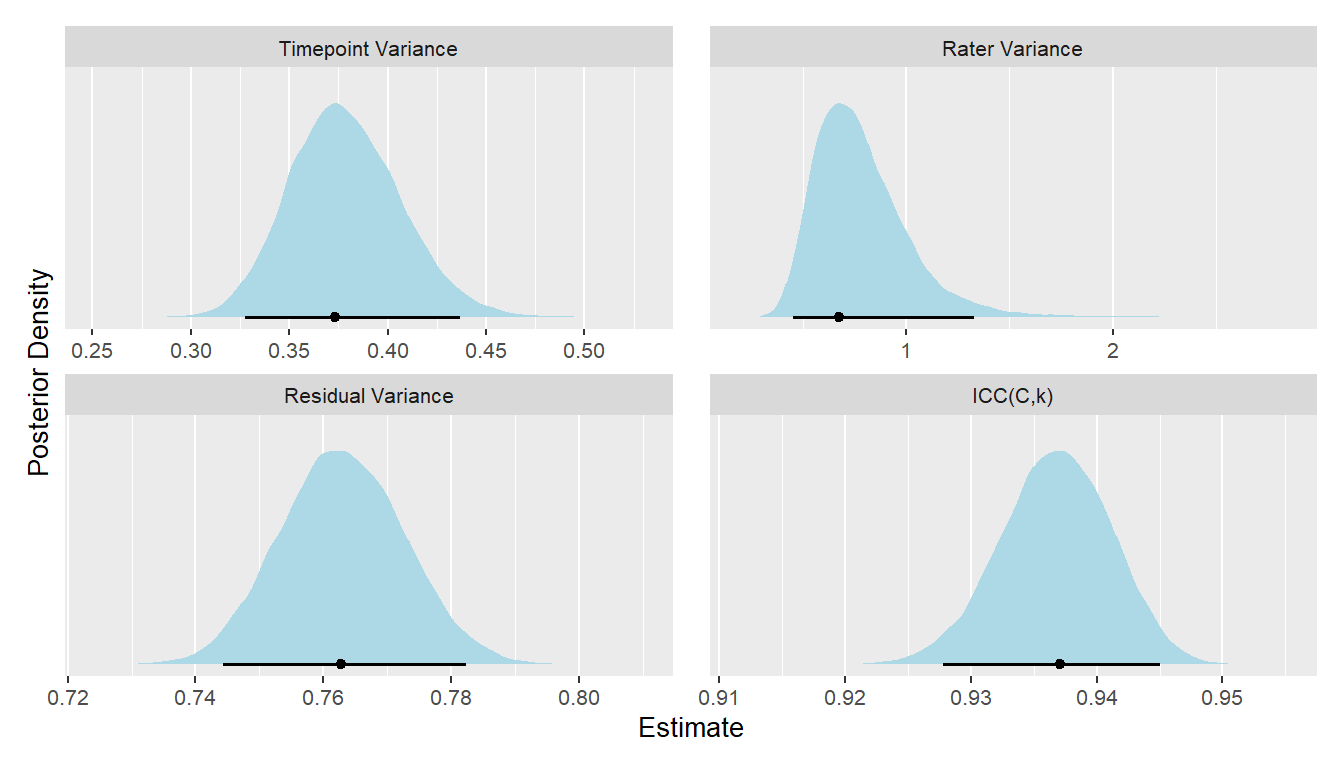 Timepoint Variance
Rater Variance
0.25 0.30 0.35 0.40 0.45 0.50
1 2
Posterior Density
Residual Variance
ICC(C,k)
0.72 0.74 0.76 0.78 0.80
0.91 0.92 0.93 0.94 0.95
Estimate